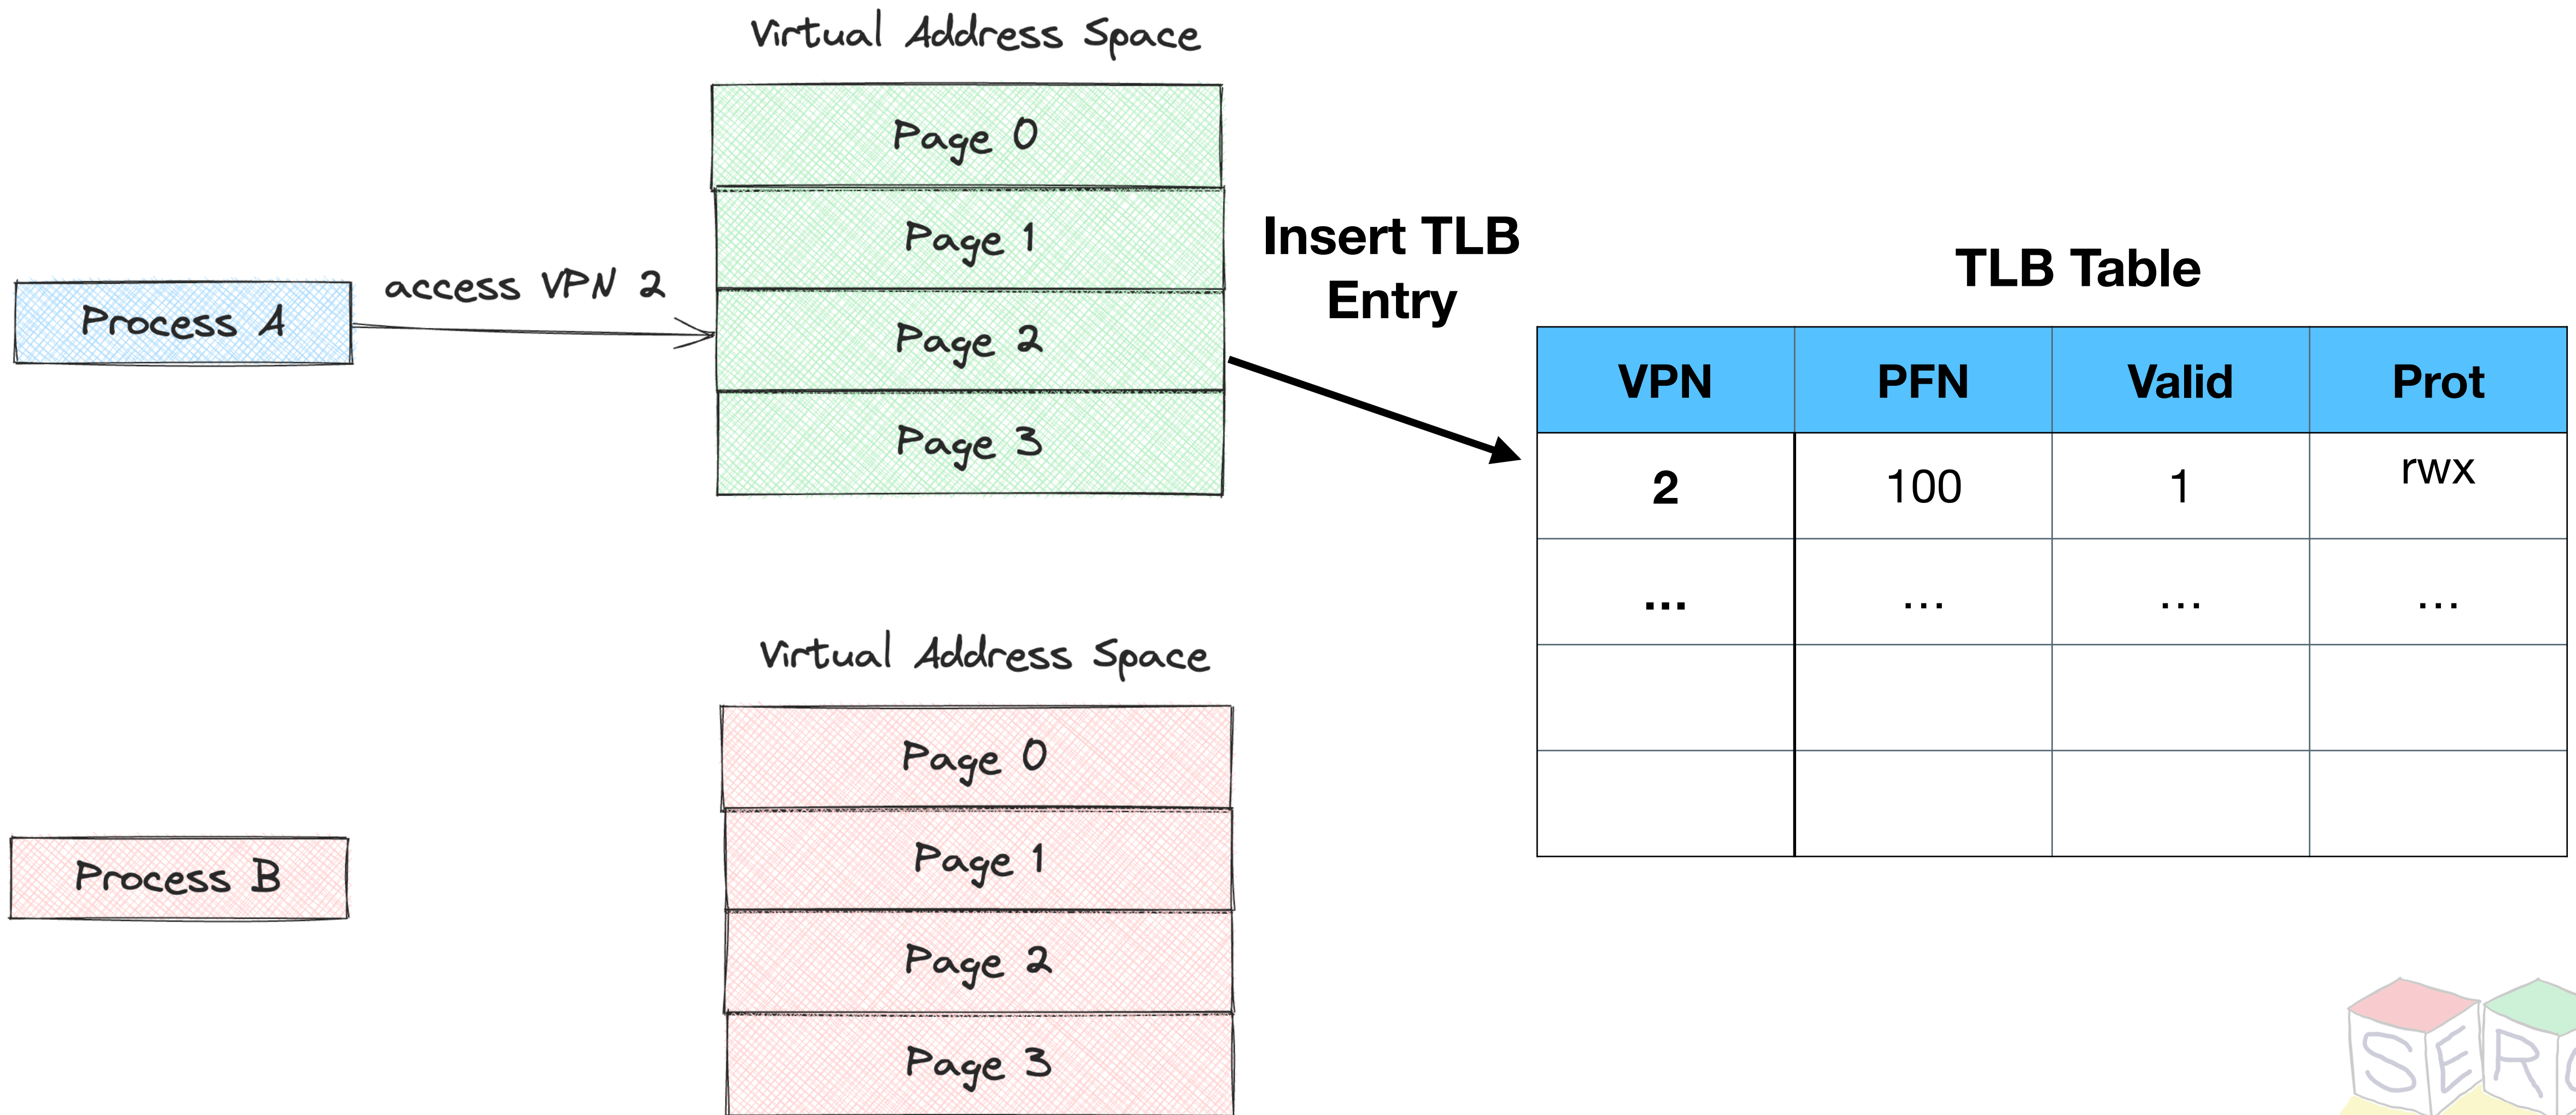 Virtual Address Space
Page 0
Page 1
Page 2
Page 3
Process A
access VPN 2
Insert TLB
Entry
TLB Table
VPN PFN Valid Prot
2 100 1 rwx
... ... ... ...
Virtual Address Space
Page 0
Page 1
Page 2
Page 3
Process B